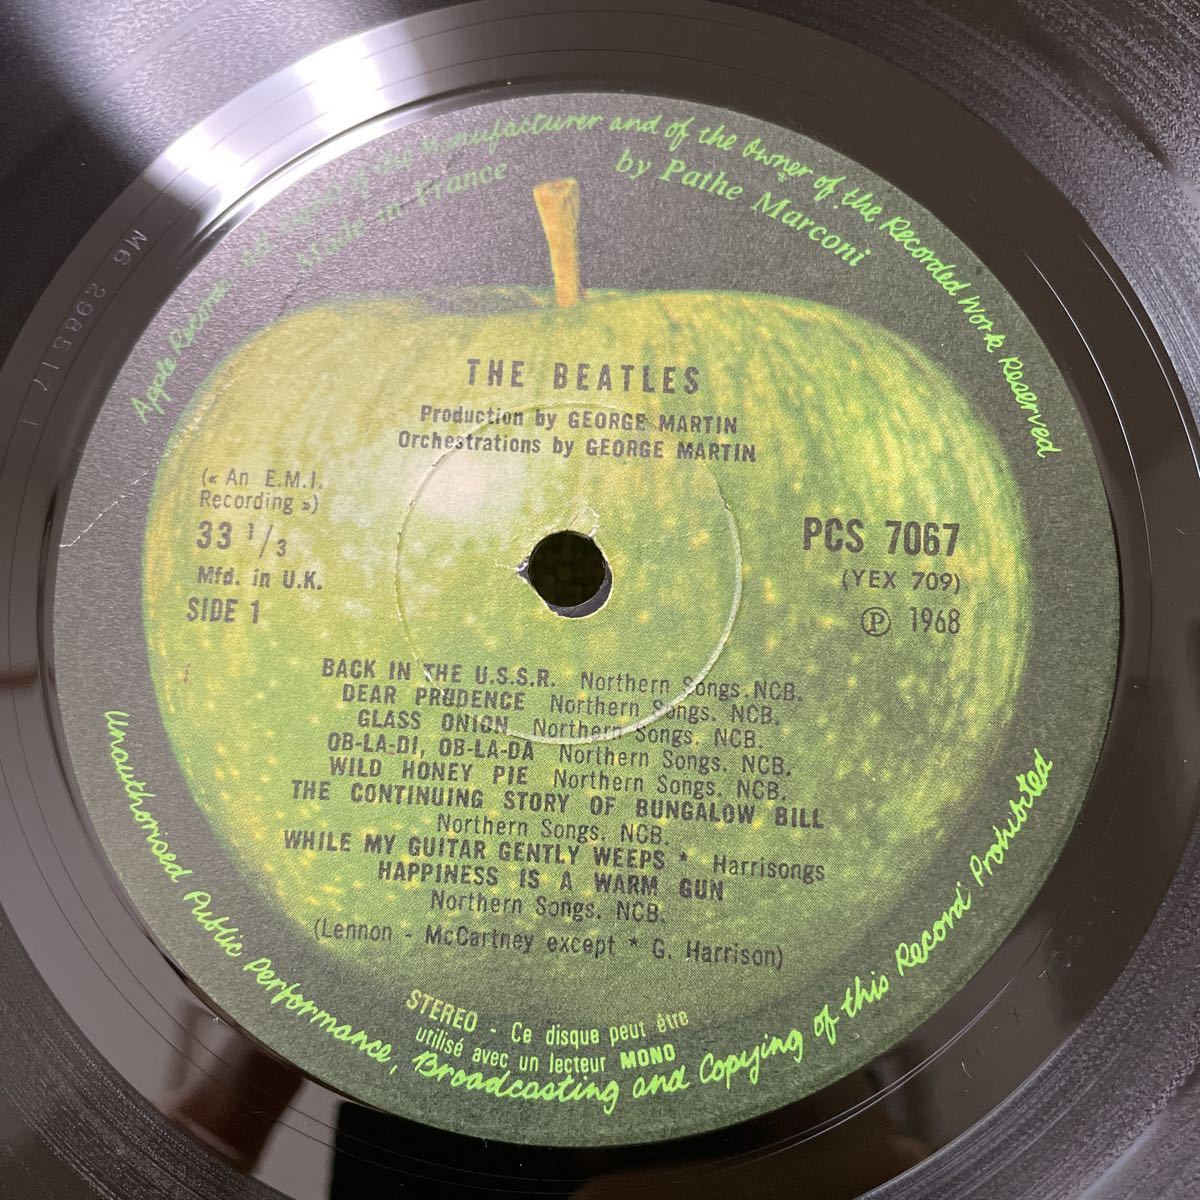 Apple Records All Rights of the Manufacturer and of the Owner of the Recorded Work Reserved
Made in France by Pathe Marconi
THE BEATLES
Production by GEORGE MARTIN
Orchestrations by GEORGE MARTIN
(« An E.M.I.
Recording »)
33 1/3
Mfd. in U.K.
SIDE 1
PCS 7067
(YEX 709)
℗ 1968
BACK IN THE U.S.S.R. Northern Songs. NCB.
DEAR PRUDENCE Northern Songs. NCB.
GLASS ONION Northern Songs. NCB.
OB-LA-DI, OB-LA-DA Northern Songs. NCB.
WILD HONEY PIE Northern Songs. NCB.
THE CONTINUING STORY OF BUNGALOW BILL
Northern Songs. NCB.
WHILE MY GUITAR GENTLY WEEPS * Harrisongs
HAPPINESS IS A WARM GUN
Northern Songs. NCB.
(Lennon - McCartney except * G. Harrison)
STEREO - Ce disque peut être
utilisé avec un lecteur MONO
Unauthorised Public Performance, Broadcasting and Copying of this Record Prohibited
M6 298517 1